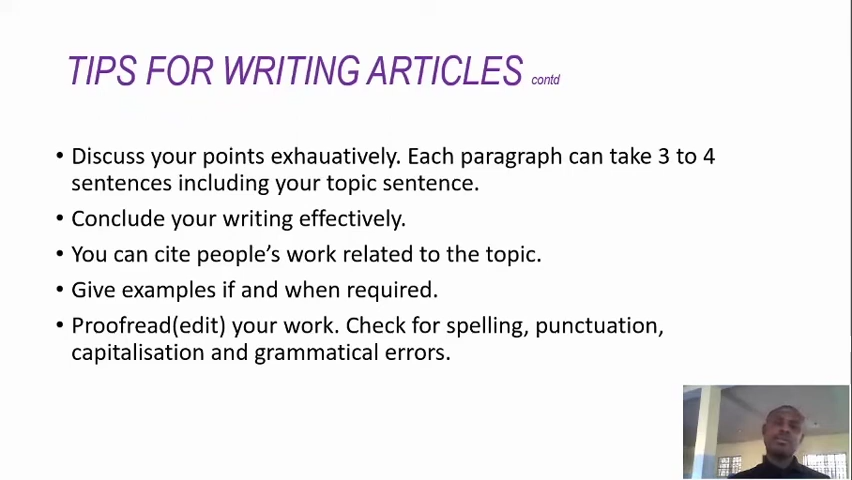 TIPS FOR WRITING ARTICLES contd
• Discuss your points exhauatively. Each paragraph can take 3 to 4
sentences including your topic sentence.
• Conclude your writing effectively.
• You can cite people’s work related to the topic.
• Give examples if and when required.
• Proofread(edit) your work. Check for spelling, punctuation,
capitalisation and grammatical errors.